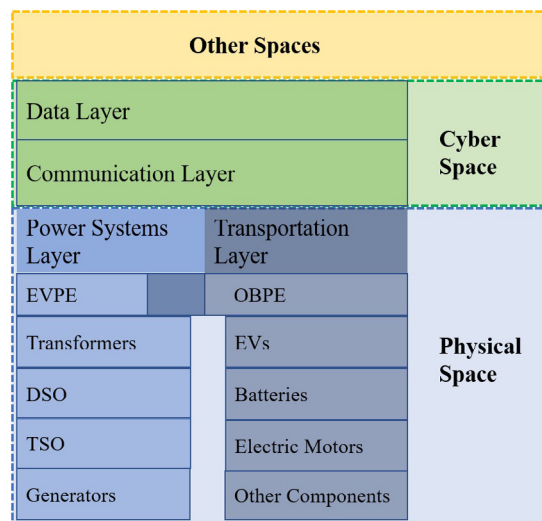 Other Spaces
Data Layer
Communication Layer
Cyber
Space
Power Systems
Layer
Transportation
Layer
EVPE
OBPE
Transformers
EVs
DSO
Batteries
TSO
Electric Motors
Generators
Other Components
Physical
Space